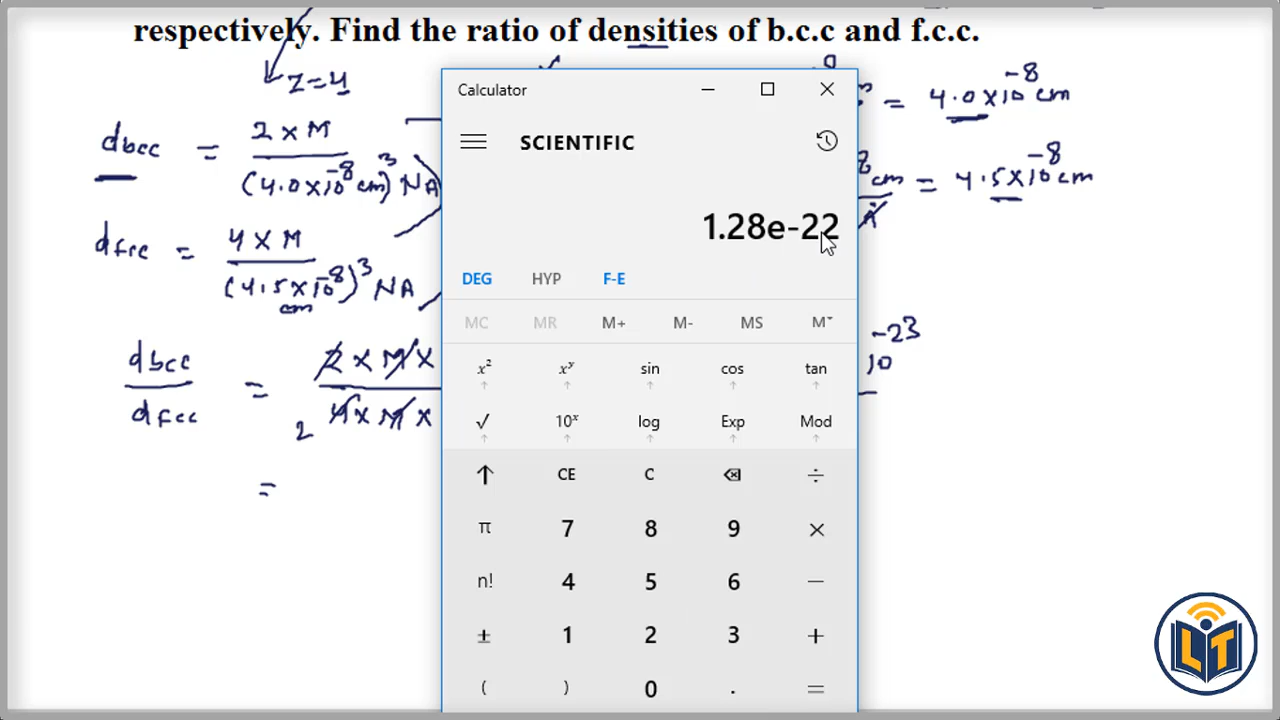 respectively. Find the ratio of densities of b.c.c and f.c.c.
z=4
= 4.0×10⁻⁸ cm
dbcc = 2 × M
(4.0×10⁻⁸ cm)³ NA
cm = 4.5×10⁻⁸ cm
dfcc = 4 × M
(4.5×10⁻⁸)³ NA
cm
dbcc
dfcc
= 2 × M ×
2 4 × M ×
10⁻²³
=
Calculator
SCIENTIFIC
1.28e-22
DEG HYP F-E
MC MR M+ M- MS M˅
x² xʸ sin cos tan
√ 10ˣ log Exp Mod
↑ CE C ⌫ ÷
π 7 8 9 ×
n! 4 5 6 −
± 1 2 3 +
( ) 0 . =
LT